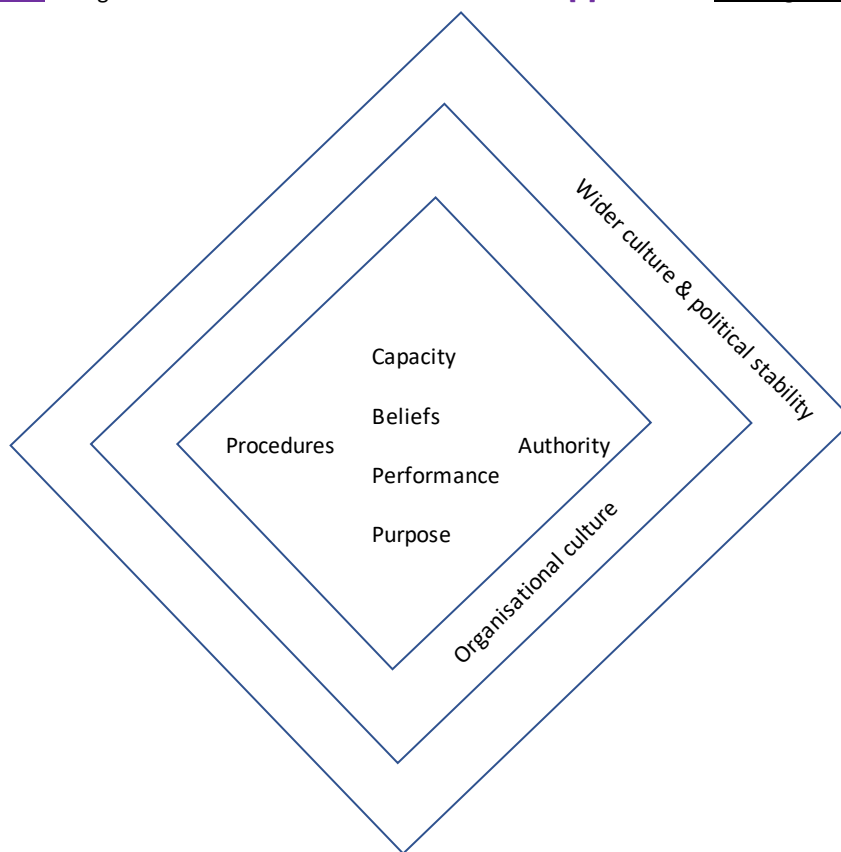 Wider culture & political stability
Capacity
Beliefs
Procedures
Authority
Performance
Purpose
Organisational culture